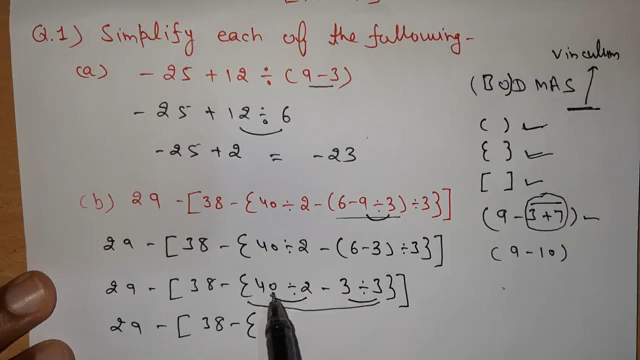 Q.1) Simplify each of the following-
(a) - 25 + 12 ÷ (9-3)
- 25 + 12 ÷ 6
- 25 + 2 = - 23
(b) 29 - [38 - {40 ÷ 2 - (6-9 ÷ 3) ÷ 3}]
29 - [38 - {40 ÷ 2 - (6-3) ÷ 3}]
29 - [38 - {40 ÷ 2 - 3 ÷ 3}]
29 - [38 - {
Vinculum
(BO)DMAS
( ) ✓
{ } ✓
[ ] ✓
(9 - 3+7) ✓
(9 - 10)